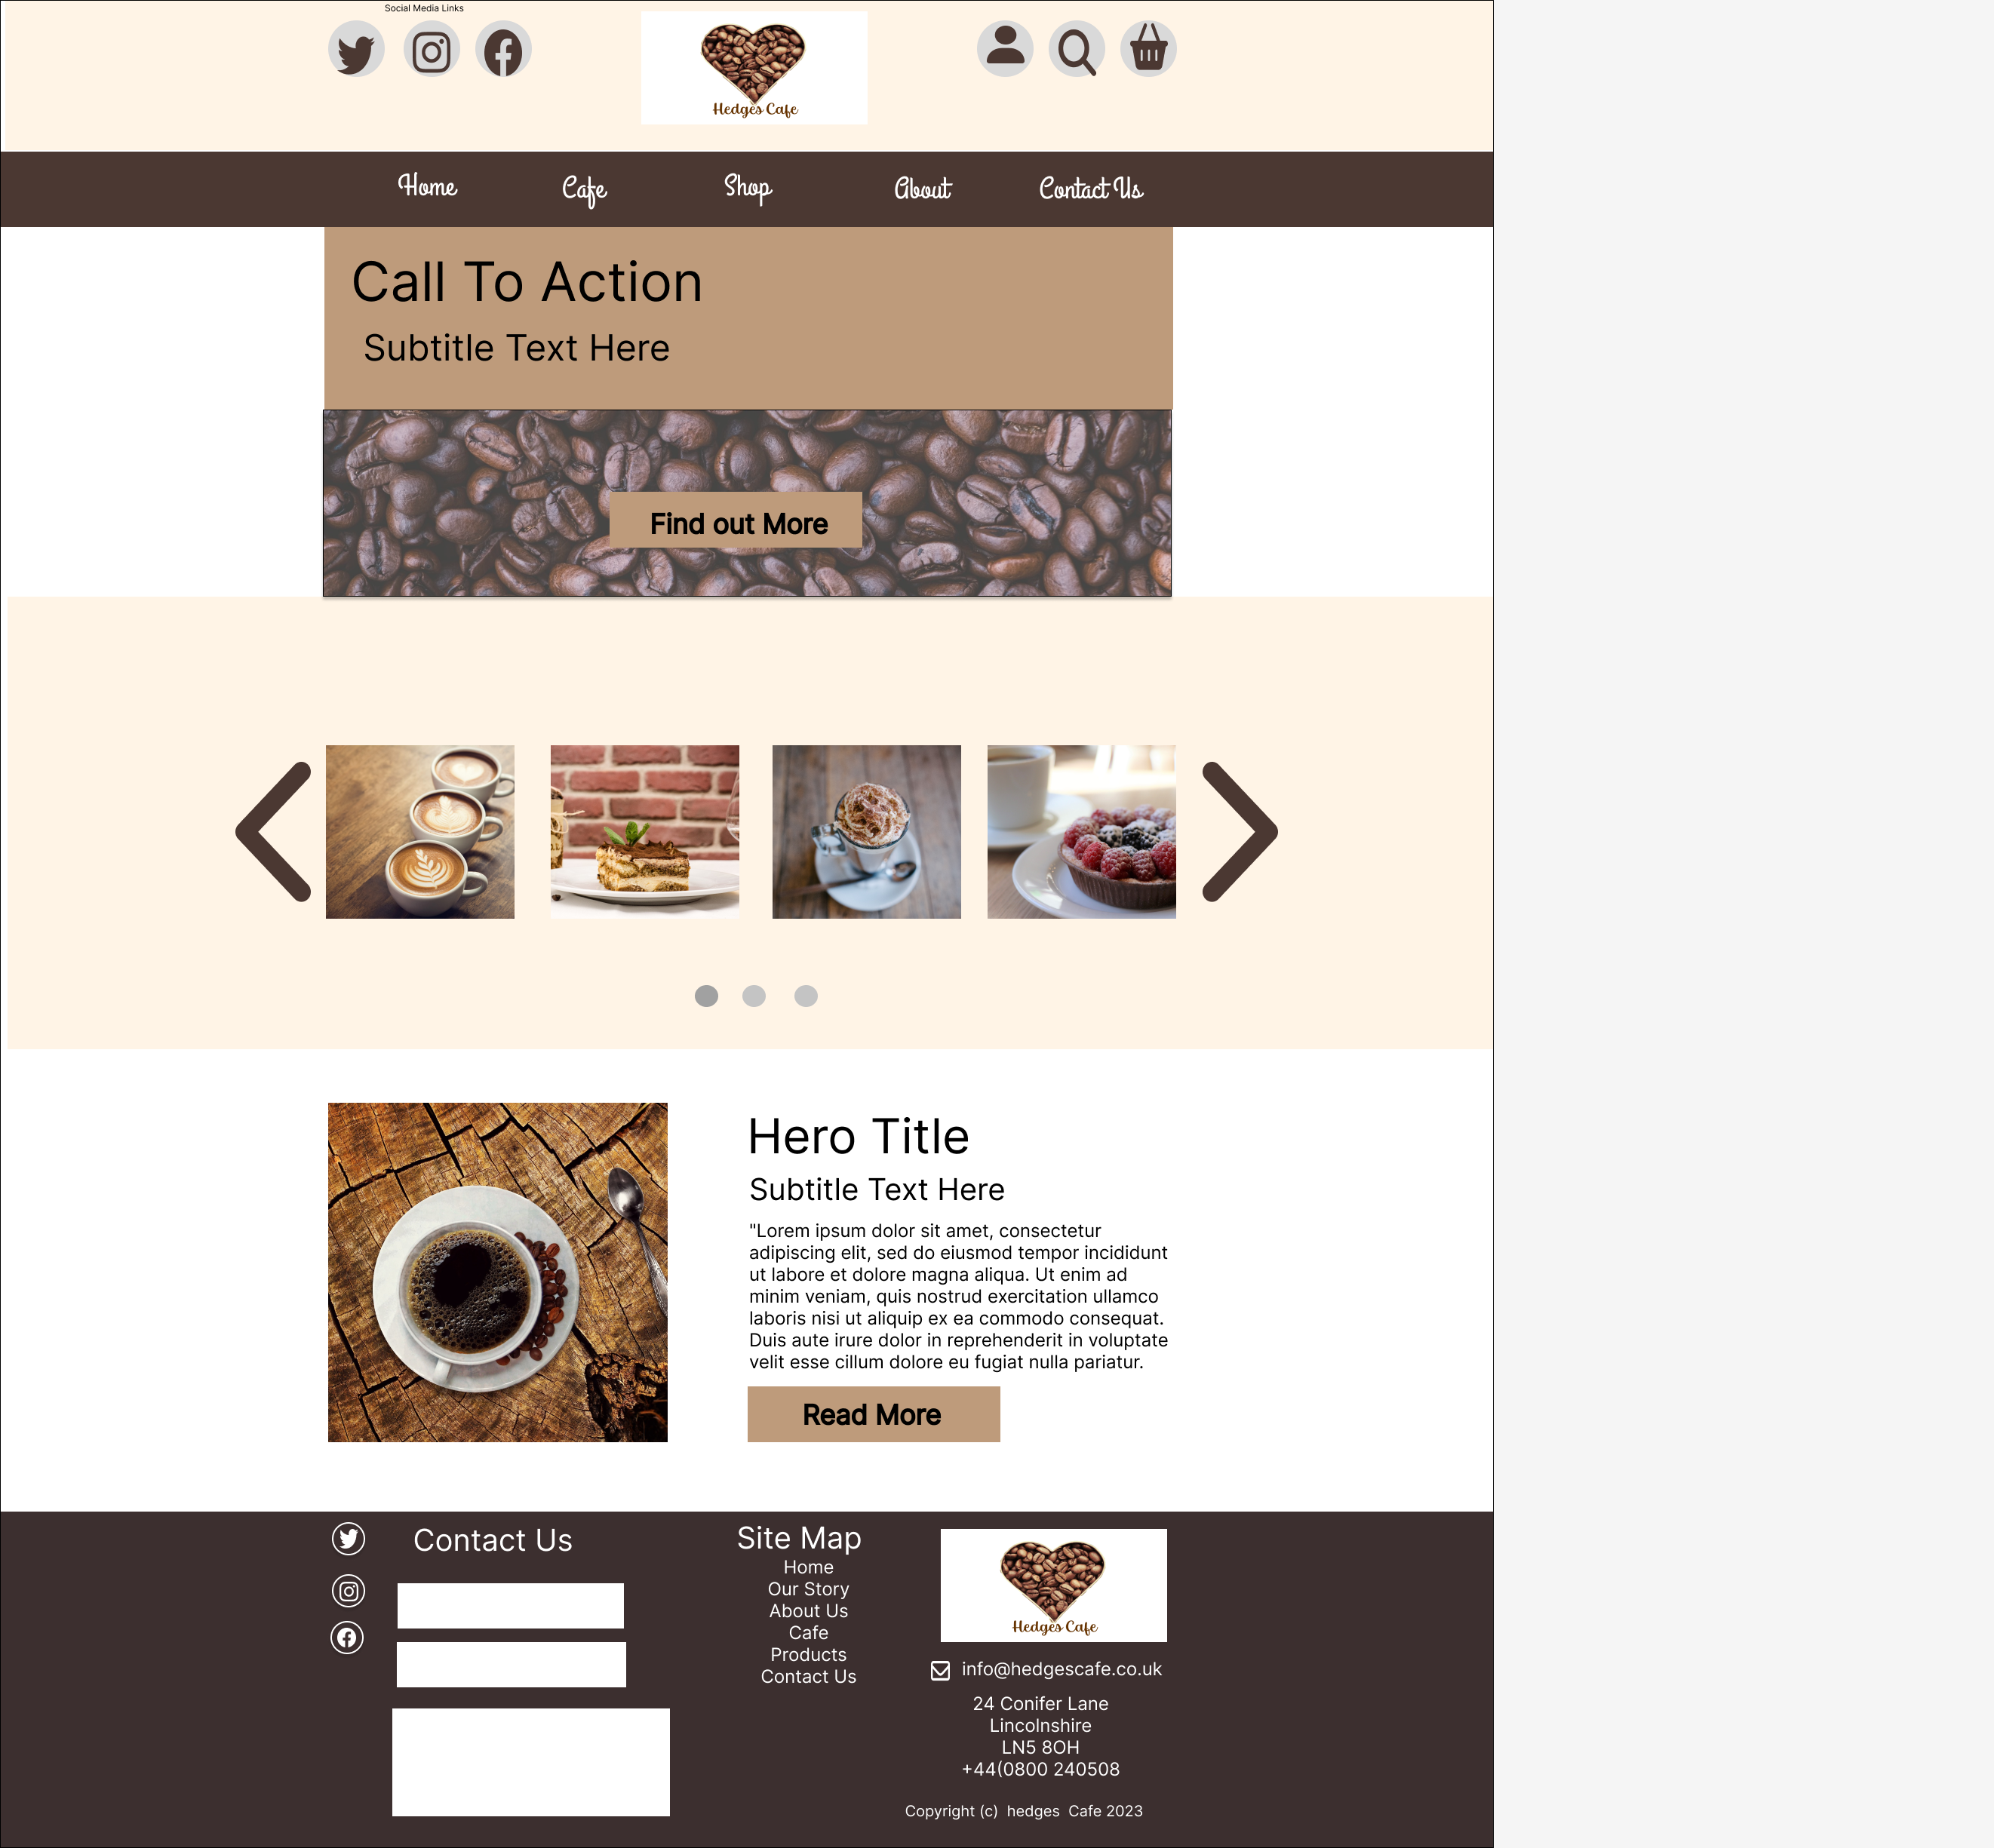 Social Media Links
Hedges Cafe
Home
Cafe
Shop
About
Contact Us
Call To Action
Subtitle Text Here
Find out More
Hero Title
Subtitle Text Here
"Lorem ipsum dolor sit amet, consectetur
adipiscing elit, sed do eiusmod tempor incididunt
ut labore et dolore magna aliqua. Ut enim ad
minim veniam, quis nostrud exercitation ullamco
laboris nisi ut aliquip ex ea commodo consequat.
Duis aute irure dolor in reprehenderit in voluptate
velit esse cillum dolore eu fugiat nulla pariatur.
Read More
Contact Us
Site Map
Home
Our Story
About Us
Cafe
Products
Contact Us
Hedges Cafe
info@hedgescafe.co.uk
24 Conifer Lane
Lincolnshire
LN5 8OH
+44(0800 240508
Copyright (c) hedges Cafe 2023